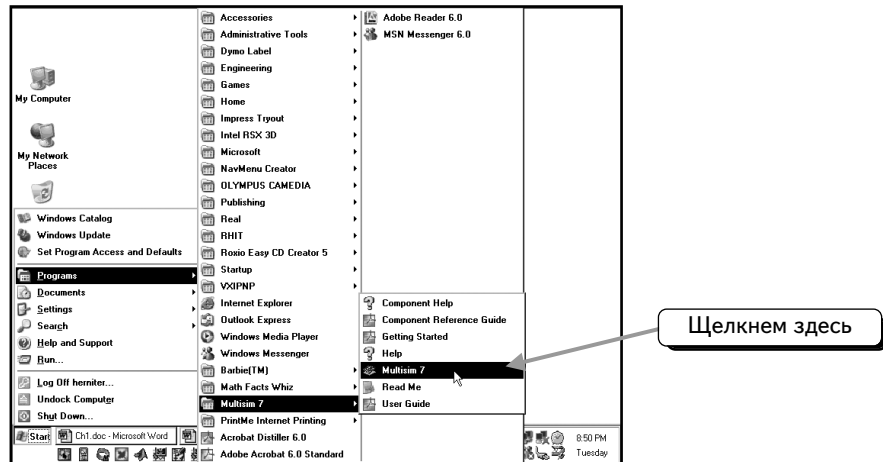 My Computer
My Network
Places
Windows Catalog
Windows Update
Set Program Access and Defaults
Programs
Documents
Settings
Search
Help and Support
Run...
Log Off herniter...
Undock Computer
Shut Down...
Start
Ch1.doc - Microsoft Word
Accessories
Administrative Tools
Dymo Label
Engineering
Games
Home
Impress Tryout
Intel RSX 3D
Microsoft
NavMenu Creator
OLYMPUS CAMEDIA
Publishing
Real
RHIT
Roxio Easy CD Creator 5
Startup
VXIPNP
Internet Explorer
Outlook Express
Windows Media Player
Windows Messenger
Barbie(TM)
Math Facts Whiz
Multisim 7
PrintMe Internet Printing
Acrobat Distiller 6.0
Adobe Acrobat 6.0 Standard
Adobe Reader 6.0
MSN Messenger 6.0
Component Help
Component Reference Guide
Getting Started
Help
Multisim 7
Read Me
User Guide
Щелкнем здесь
8:50 PM
Tuesday